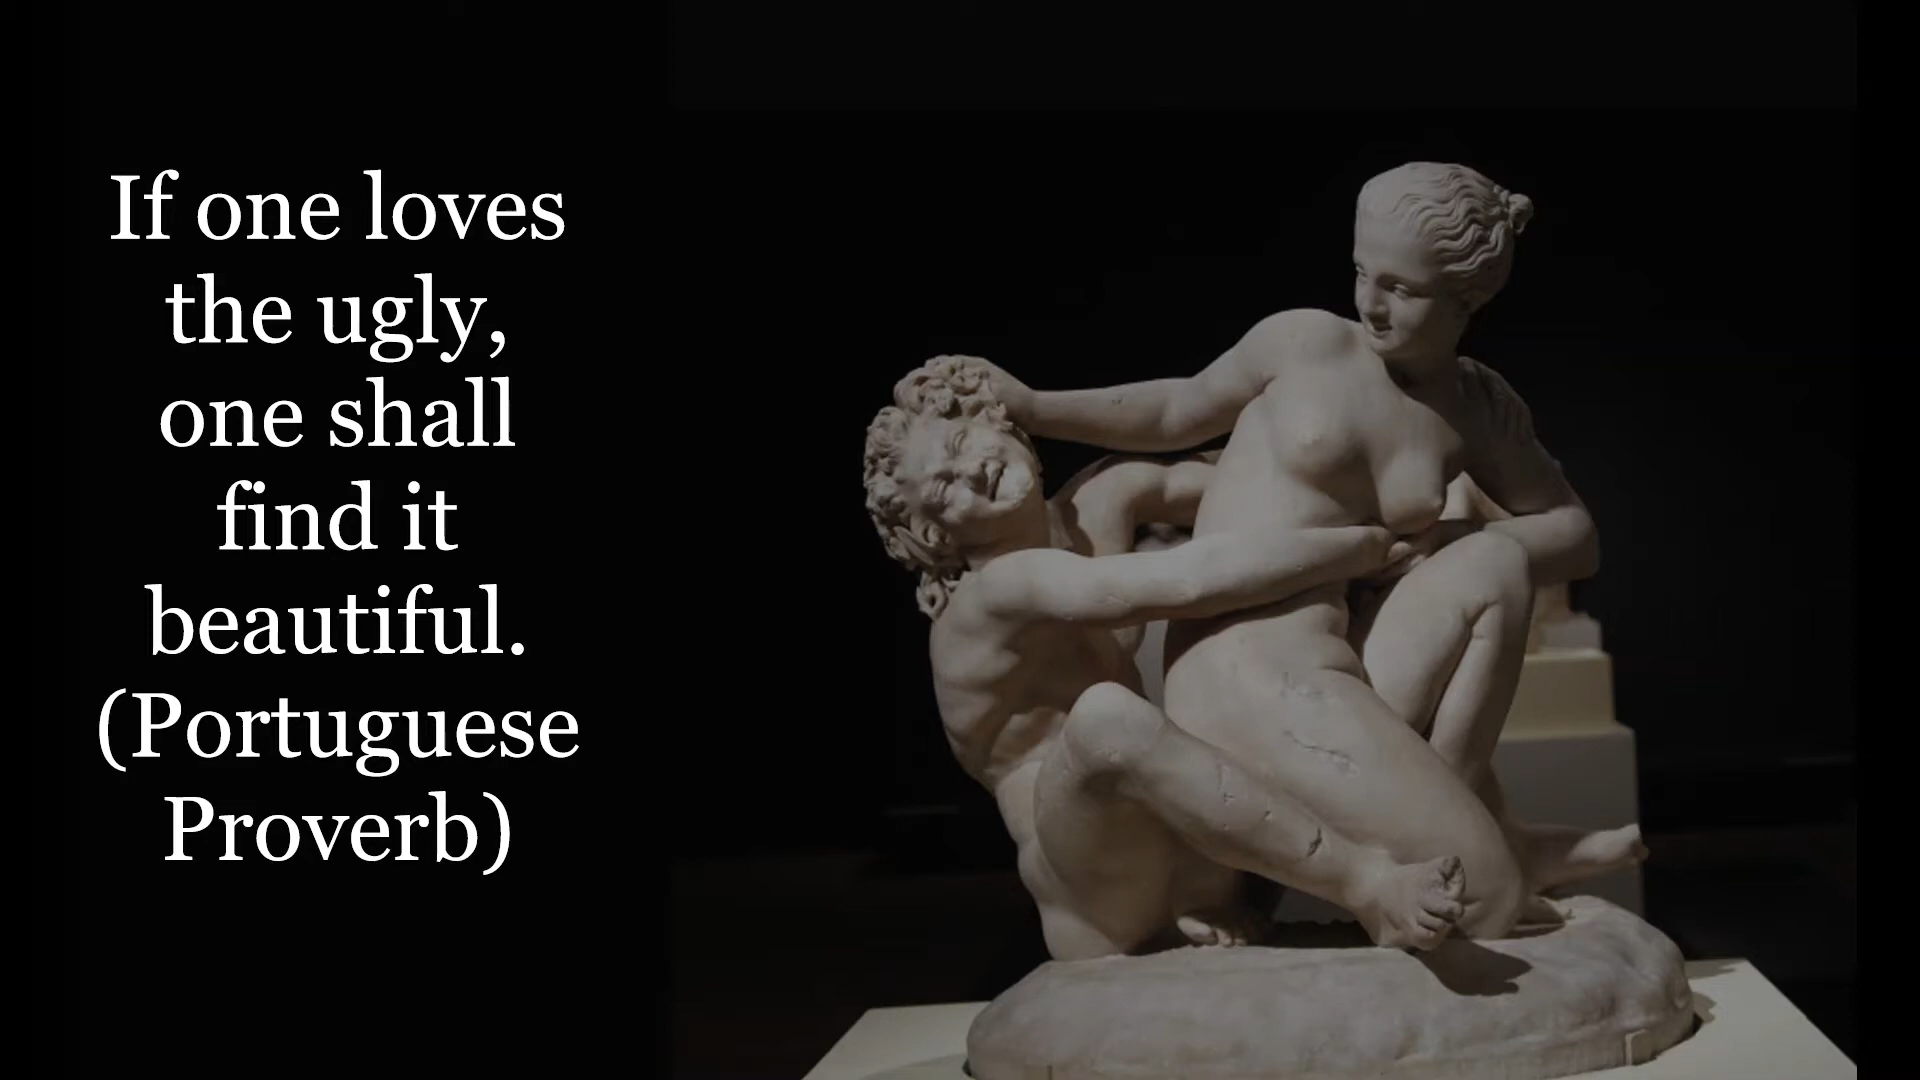 If one loves
the ugly,
one shall
find it
beautiful.
(Portuguese
Proverb)